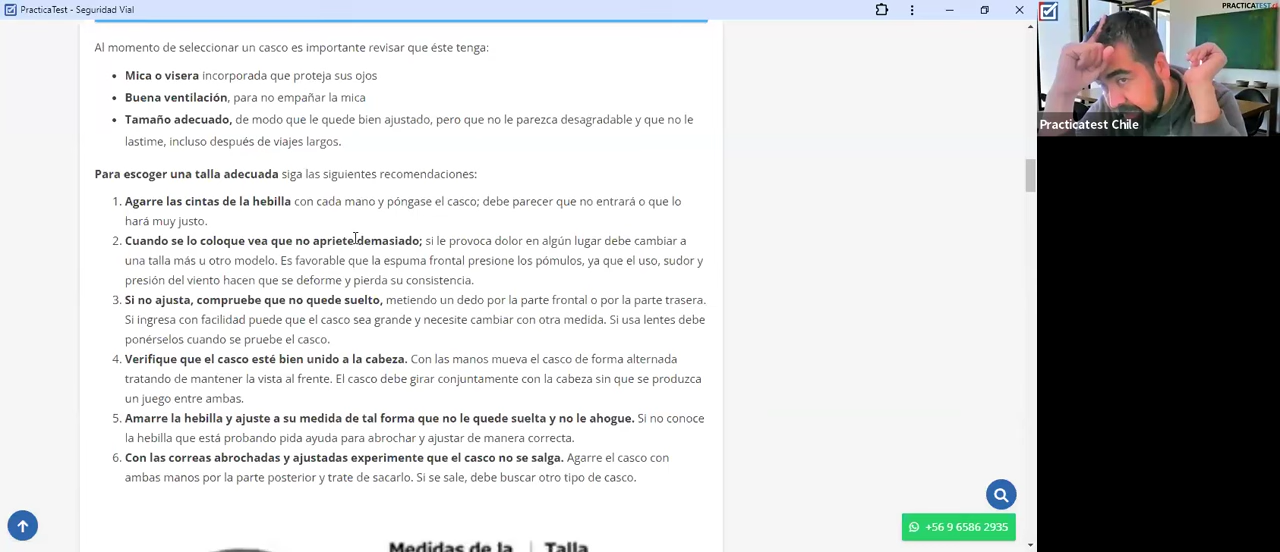 PracticaTest - Seguridad Vial
PRACTICATEST
Al momento de seleccionar un casco es importante revisar que éste tenga:
• Mica o visera incorporada que proteja sus ojos
• Buena ventilación, para no empañar la mica
• Tamaño adecuado, de modo que le quede bien ajustado, pero que no le parezca desagradable y que no le
lastime, incluso después de viajes largos.
Practicatest Chile
Para escoger una talla adecuada siga las siguientes recomendaciones:
1. Agarre las cintas de la hebilla con cada mano y póngase el casco; debe parecer que no entrará o que lo
hará muy justo.
2. Cuando se lo coloque vea que no apriete demasiado; si le provoca dolor en algún lugar debe cambiar a
una talla más u otro modelo. Es favorable que la espuma frontal presione los pómulos, ya que el uso, sudor y
presión del viento hacen que se deforme y pierda su consistencia.
3. Si no ajusta, compruebe que no quede suelto, metiendo un dedo por la parte frontal o por la parte trasera.
Si ingresa con facilidad puede que el casco sea grande y necesite cambiar con otra medida. Si usa lentes debe
ponérselos cuando se pruebe el casco.
4. Verifique que el casco esté bien unido a la cabeza. Con las manos mueva el casco de forma alternada
tratando de mantener la vista al frente. El casco debe girar conjuntamente con la cabeza sin que se produzca
un juego entre ambas.
5. Amarre la hebilla y ajuste a su medida de tal forma que no le quede suelta y no le ahogue. Si no conoce
la hebilla que está probando pida ayuda para abrochar y ajustar de manera correcta.
6. Con las correas abrochadas y ajustadas experimente que el casco no se salga. Agarre el casco con
ambas manos por la parte posterior y trate de sacarlo. Si se sale, debe buscar otro tipo de casco.
+56 9 6586 2935
Medidas de la Talla